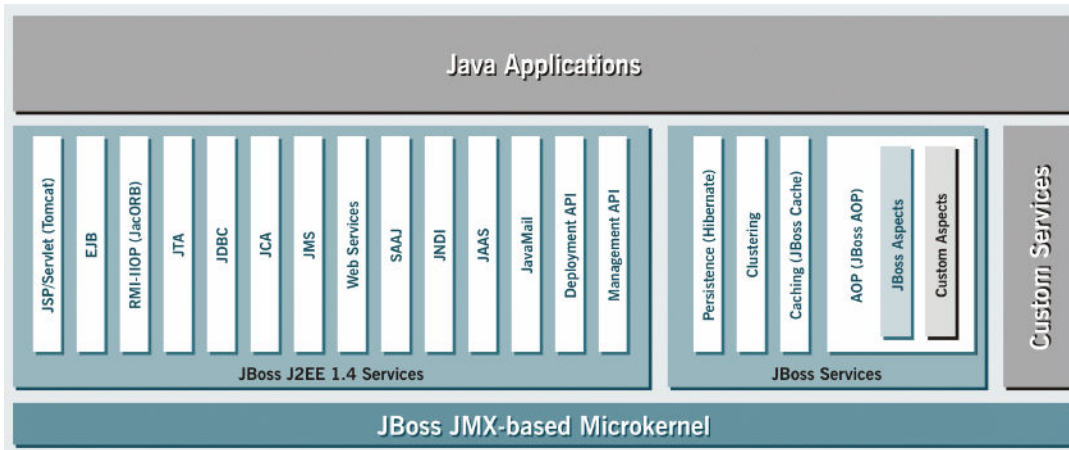 Java Applications
JSP/Servlet (Tomcat)
EJB
RMI-IIOP (JacORB)
JTA
JDBC
JCA
JMS
Web Services
SAAJ
JNDI
JAAS
JavaMail
Deployment API
Management API
JBoss J2EE 1.4 Services
Persistence (Hibernate)
Clustering
Caching (JBoss Cache)
AOP (JBoss AOP)
JBoss Aspects
Custom Aspects
JBoss Services
Custom Services
JBoss JMX-based Microkernel